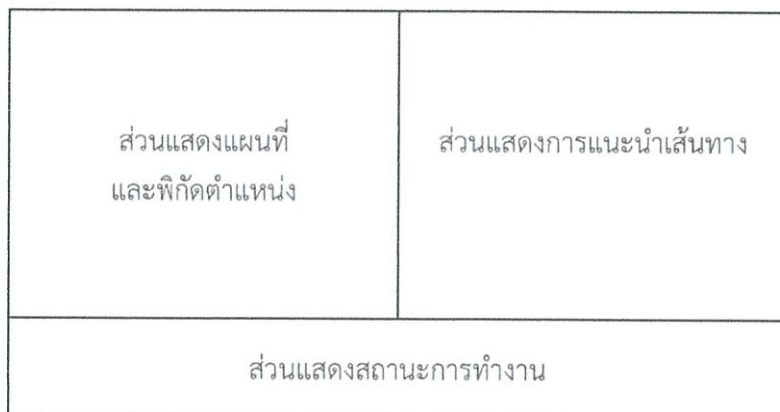 ส่วนแสดงแผนที่
และพิกัดตำแหน่ง
ส่วนแสดงการแนะนำเส้นทาง
ส่วนแสดงสถานะการทำงาน